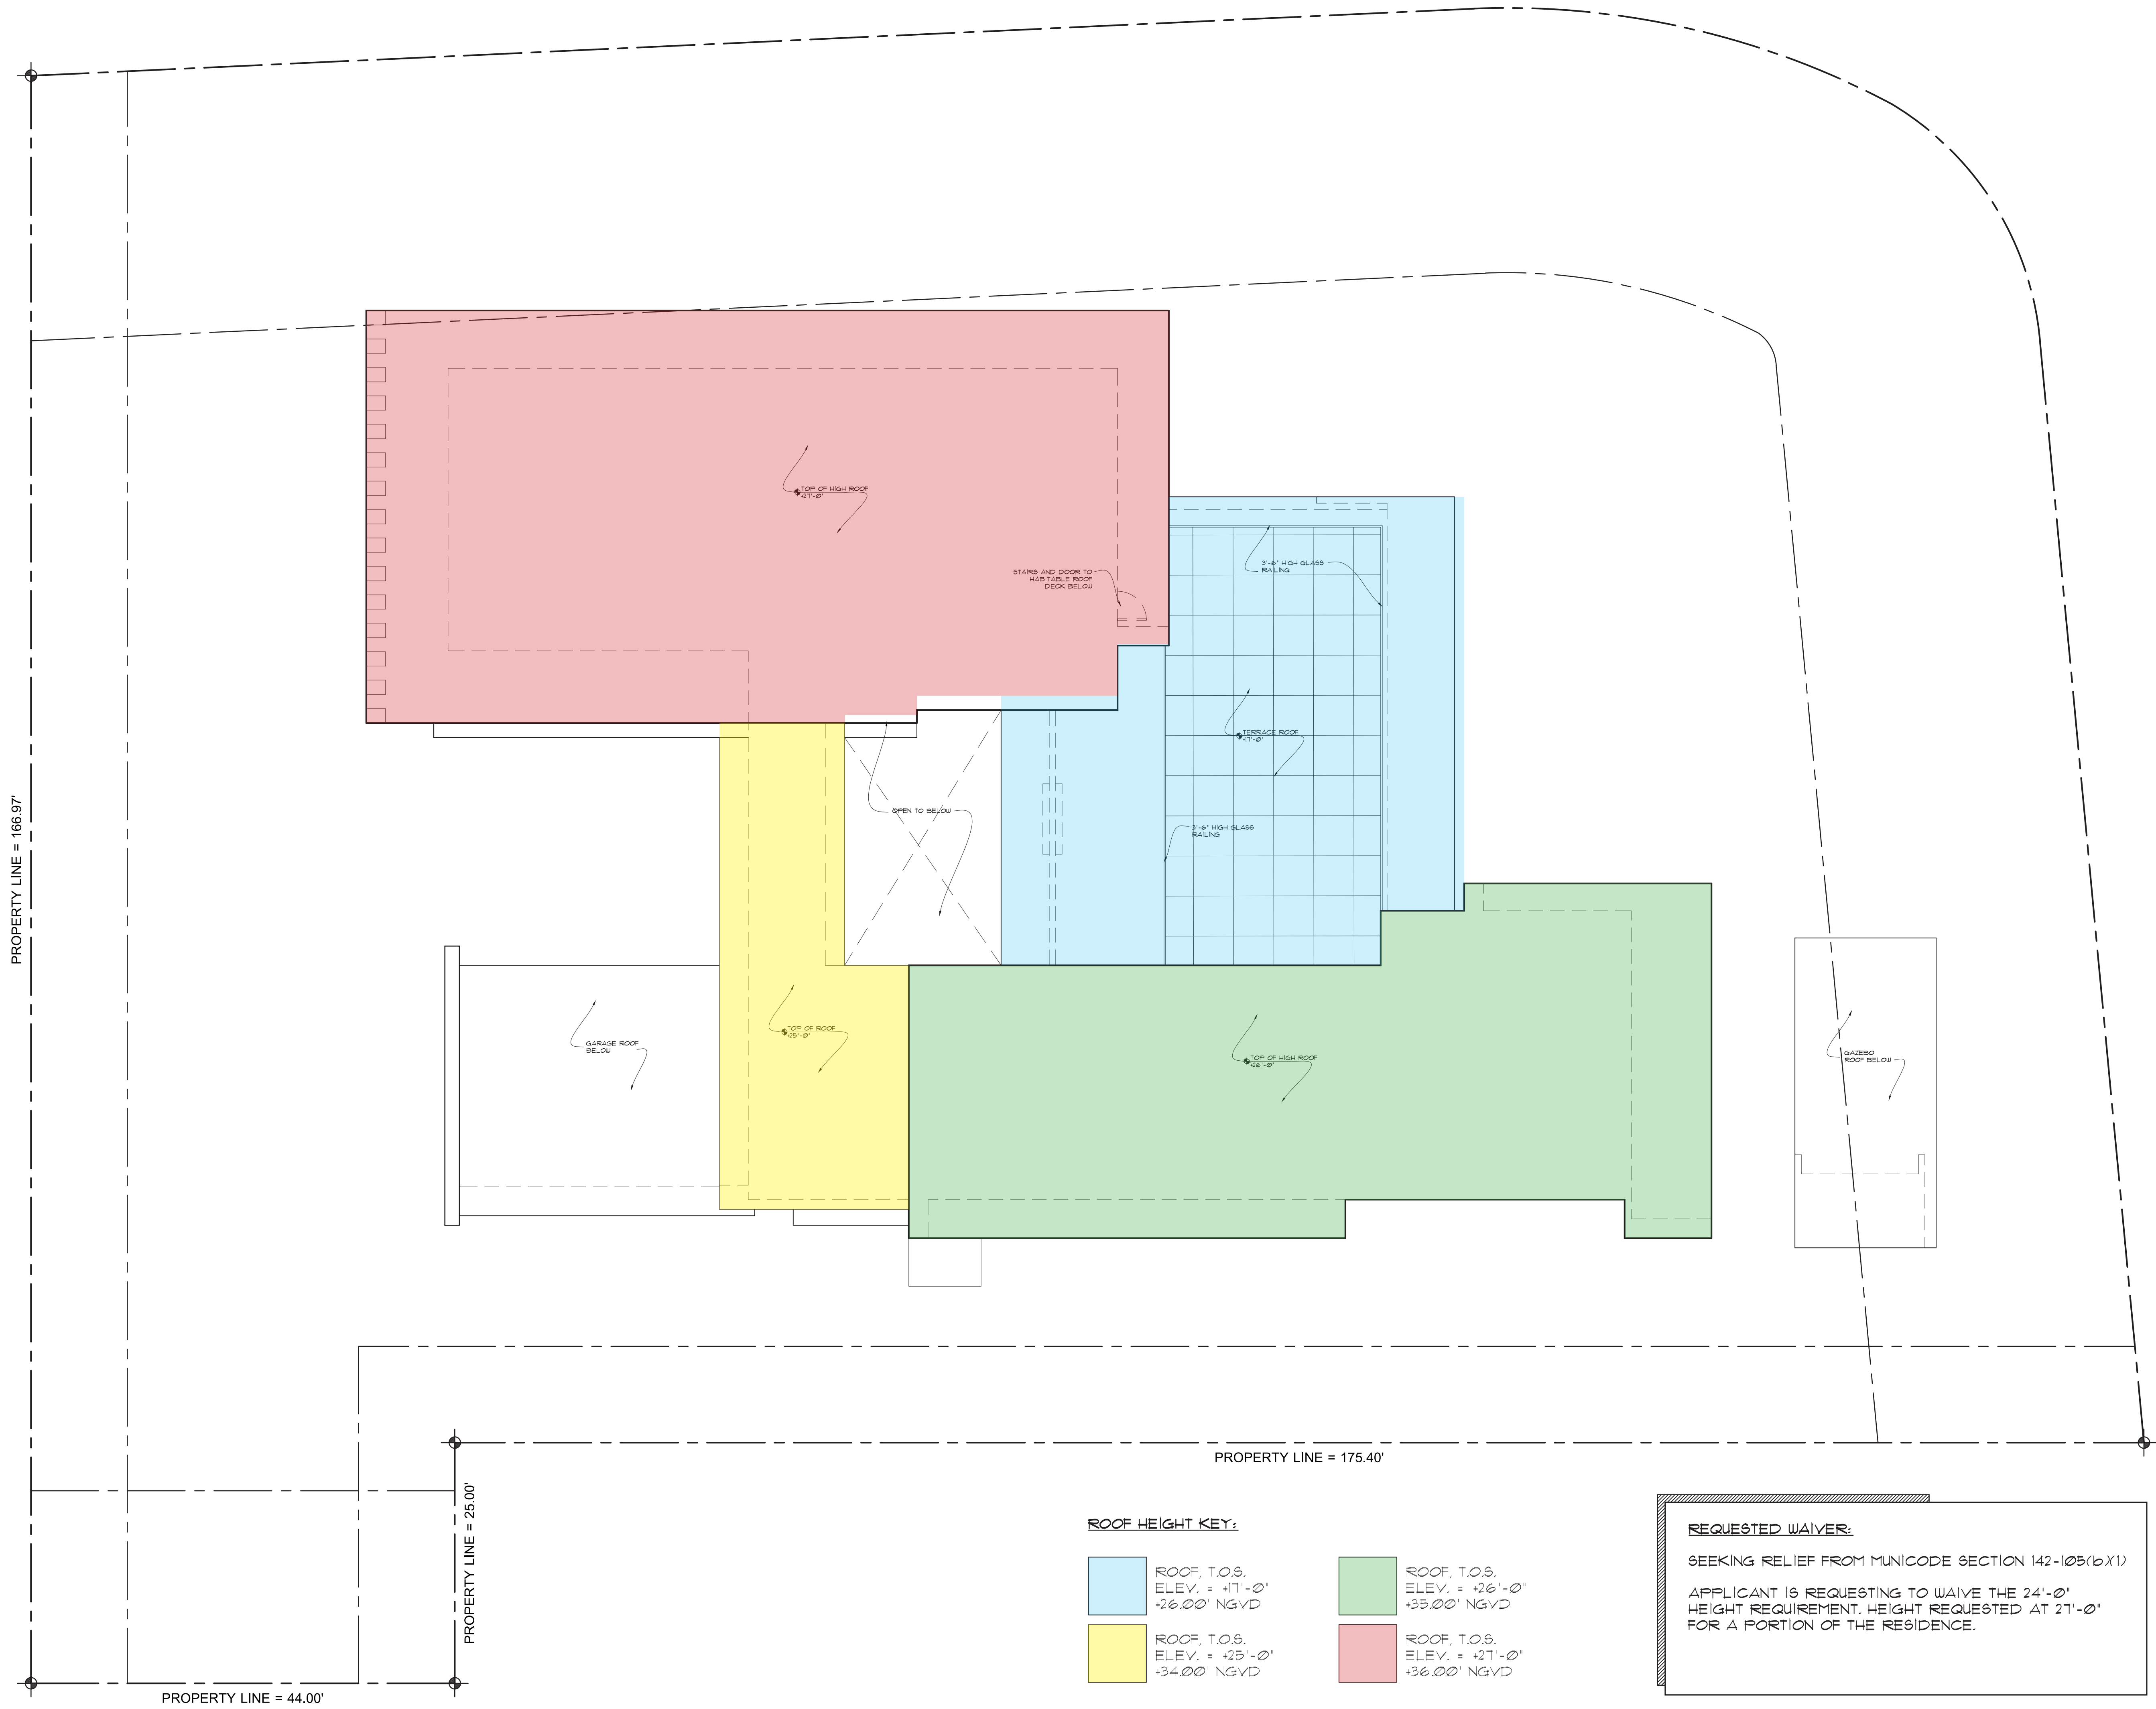 TOP OF HIGH ROOF
+27'-0"
STAIRS AND DOOR TO
HABITABLE ROOF
DECK BELOW
3'-6" HIGH GLASS
RAILING
TERRACE ROOF
+17'-0"
OPEN TO BELOW
3'-6" HIGH GLASS
RAILING
PROPERTY LINE = 166.97'
GARAGE ROOF
BELOW
TOP OF ROOF
+25'-0"
TOP OF HIGH ROOF
+26'-0"
GAZEBO
ROOF BELOW
PROPERTY LINE = 175.40'
PROPERTY LINE = 25.00'
PROPERTY LINE = 44.00'
ROOF HEIGHT KEY:
ROOF, T.O.S.
ELEV. = +17'-0"
+26.00' NGVD
ROOF, T.O.S.
ELEV. = +26'-0"
+35.00' NGVD
ROOF, T.O.S.
ELEV. = +25'-0"
+34.00' NGVD
ROOF, T.O.S.
ELEV. = +27'-0"
+36.00' NGVD
REQUESTED WAIVER:
SEEKING RELIEF FROM MUNICODE SECTION 142-105(b)(1)
APPLICANT IS REQUESTING TO WAIVE THE 24'-0"
HEIGHT REQUIREMENT. HEIGHT REQUESTED AT 27'-0"
FOR A PORTION OF THE RESIDENCE.